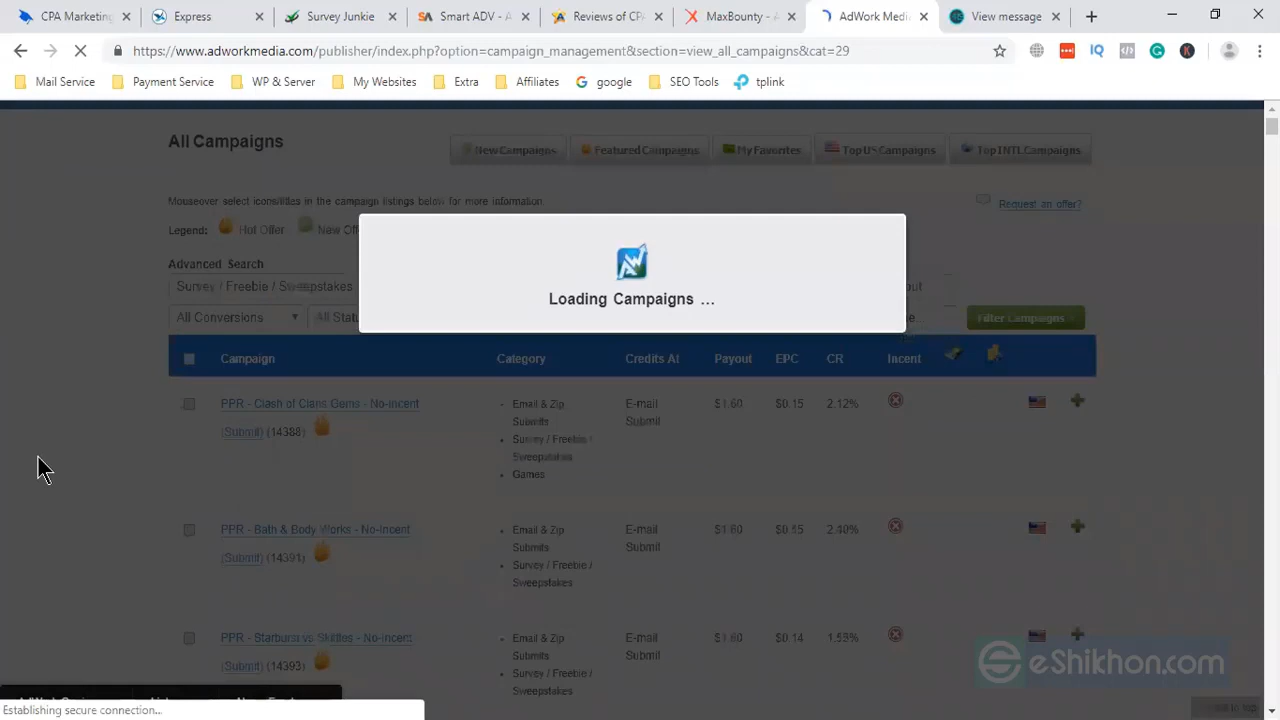 CPA Marketing
Express
Survey Junkie
Smart ADV - A
Reviews of CPA
MaxBounty - A
AdWork Medi
View message
https://www.adworkmedia.com/publisher/index.php?option=campaign_management&section=view_all_campaigns&cat=29
Mail Service
Payment Service
WP & Server
My Websites
Extra
Affiliates
google
SEO Tools
tplink
All Campaigns
New Campaigns
Featured Campaigns
My Favorites
Top US Campaigns
Top INTL Campaigns
Mouseover select icons/titles in the campaign listings below for more information.
Request an offer?
Legend:
Hot Offer
New Off
Advanced Search
Survey / Freebie / Sweepstakes
out
All Conversions
All Statu
e...
Filter Campaigns
Loading Campaigns ...
Campaign
Category
Credits At
Payout
EPC
CR
Incent
PPR - Clash of Clans Gems - No-Incent
(Submit) (14388)
Email & Zip
Submits
Survey / Freebie /
Sweepstakes
Games
E-mail
Submit
$1.60
$0.15
2.12%
PPR - Bath & Body Works - No-Incent
(Submit) (14391)
Email & Zip
Submits
Survey / Freebie /
Sweepstakes
E-mail
Submit
$1.60
PPR - Starburst vs Skittles - No-Incent
(Submit) (14393)
Email & Zip
Submits
Survey / Freebie /
Sweepstakes
E-mail
Submit
$1.60
$0.14
1.53%
eShikhon.com
Establishing secure connection...